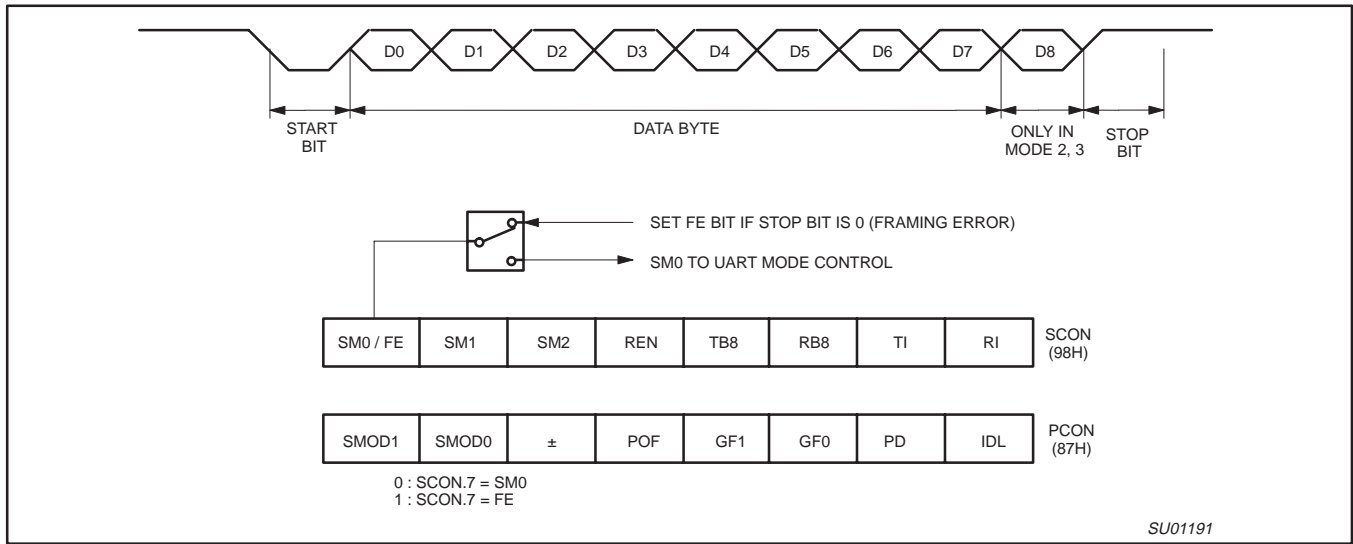 D0 D1 D2 D3 D4 D5 D6 D7 D8
START
BIT
DATA BYTE
ONLY IN
MODE 2, 3
STOP
BIT
SET FE BIT IF STOP BIT IS 0 (FRAMING ERROR)
SM0 TO UART MODE CONTROL
SM0 / FE SM1 SM2 REN TB8 RB8 TI RI
SCON
(98H)
SMOD1 SMOD0 ± POF GF1 GF0 PD IDL
PCON
(87H)
0 : SCON.7 = SM0
1 : SCON.7 = FE
SU01191